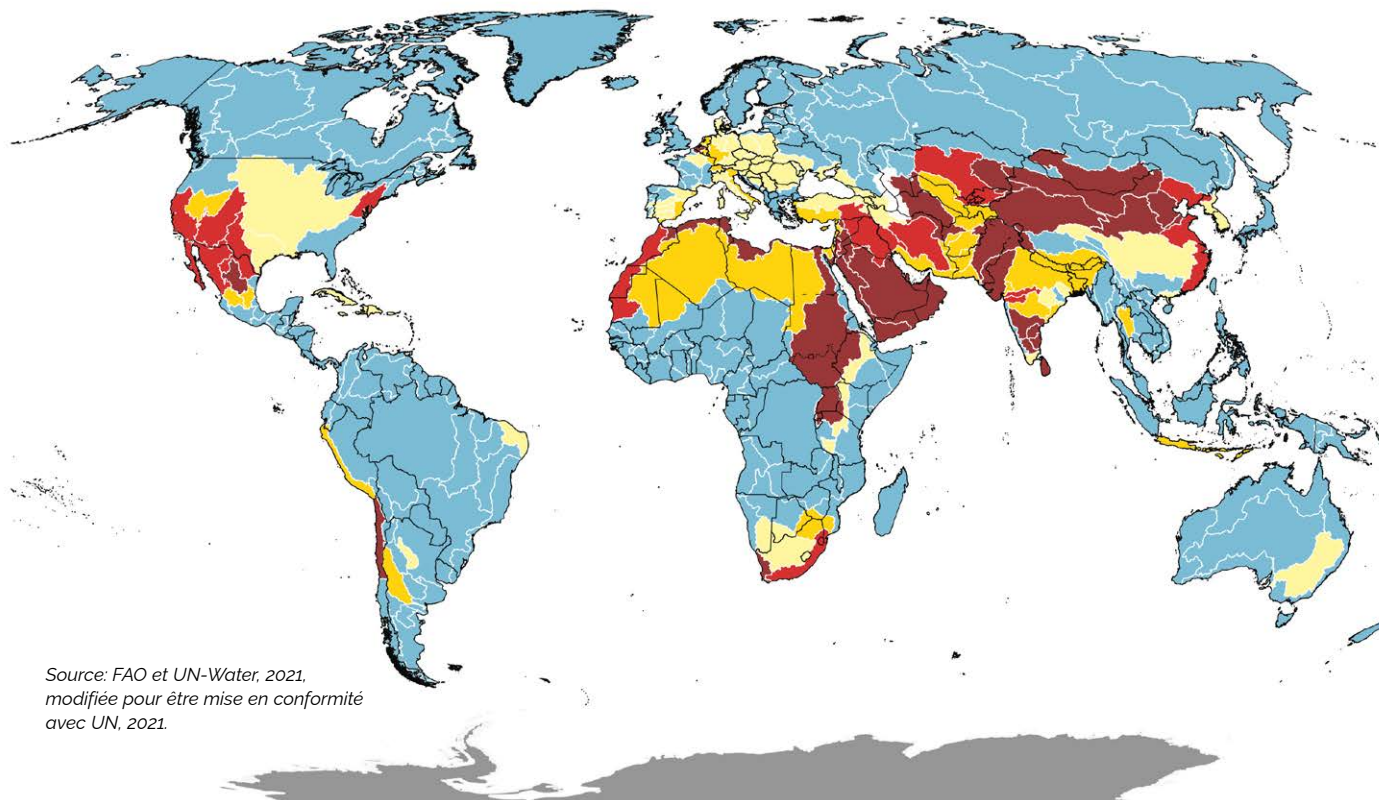 Source: FAO et UN-Water, 2021,
modifiée pour être mise en conformité
avec UN, 2021.